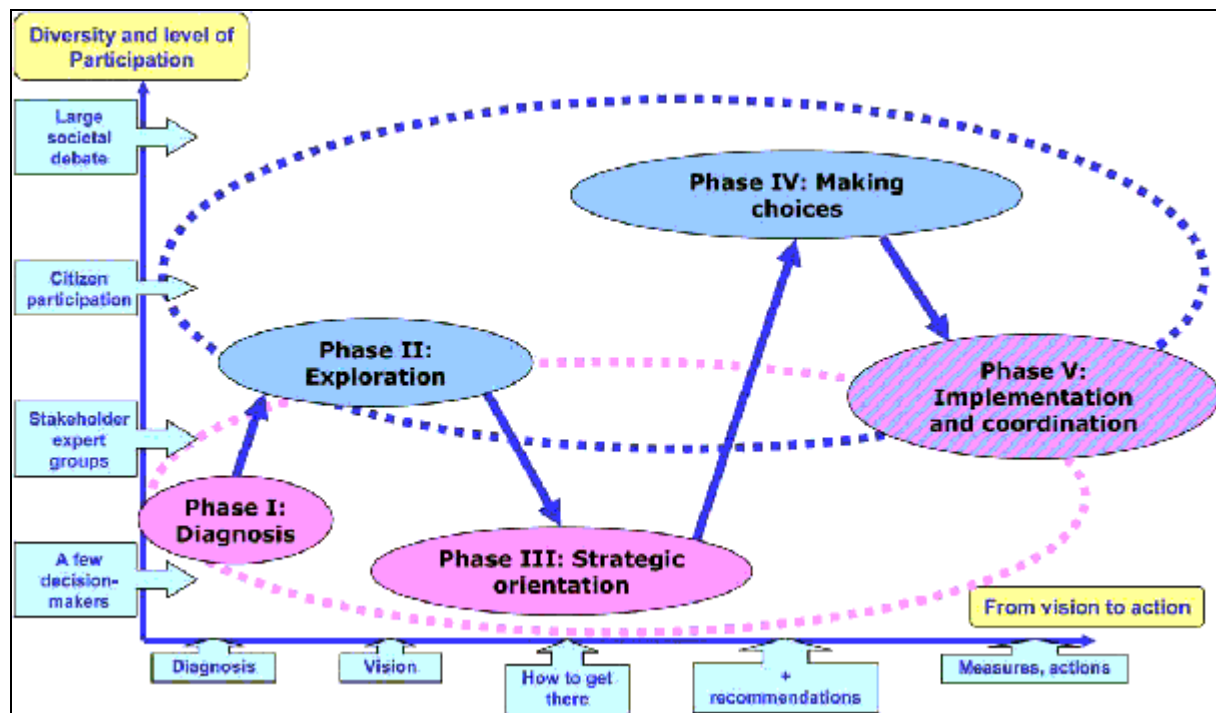 Diversity and level of
Participation
Large
societal
debate
Phase IV: Making
choices
Citizen
participation
Phase II:
Exploration
Phase V:
Implementation
and coordination
Stakeholder
expert
groups
Phase I:
Diagnosis
Phase III: Strategic
orientation
A few
decision-
makers
From vision to action
Diagnosis
Vision
How to get
there
+
recommendations
Measures, actions